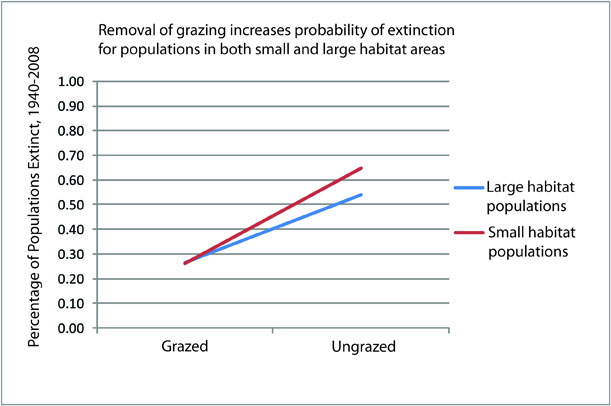 Removal of grazing increases probability of extinction
for populations in both small and large habitat areas
Percentage of Populations Extinct, 1940-2008
1.00
0.90
0.80
0.70
0.60
0.50
0.40
0.30
0.20
0.10
0.00
Grazed
Ungrazed
Large habitat
populations
Small habitat
populations